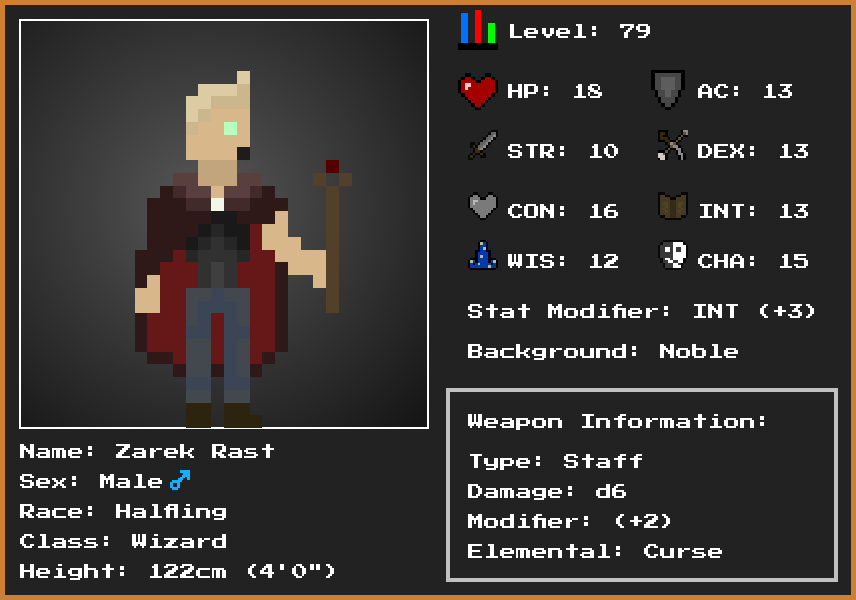 Level: 79
HP: 18
AC: 13
STR: 10
DEX: 13
CON: 16
INT: 13
WIS: 12
CHA: 15
Stat Modifier: INT (+3)
Background: Noble
Weapon Information:
Type: Staff
Damage: d6
Modifier: (+2)
Elemental: Curse
Name: Zarek Rast
Sex: Male ♂
Race: Halfling
Class: Wizard
Height: 122cm (4'0")